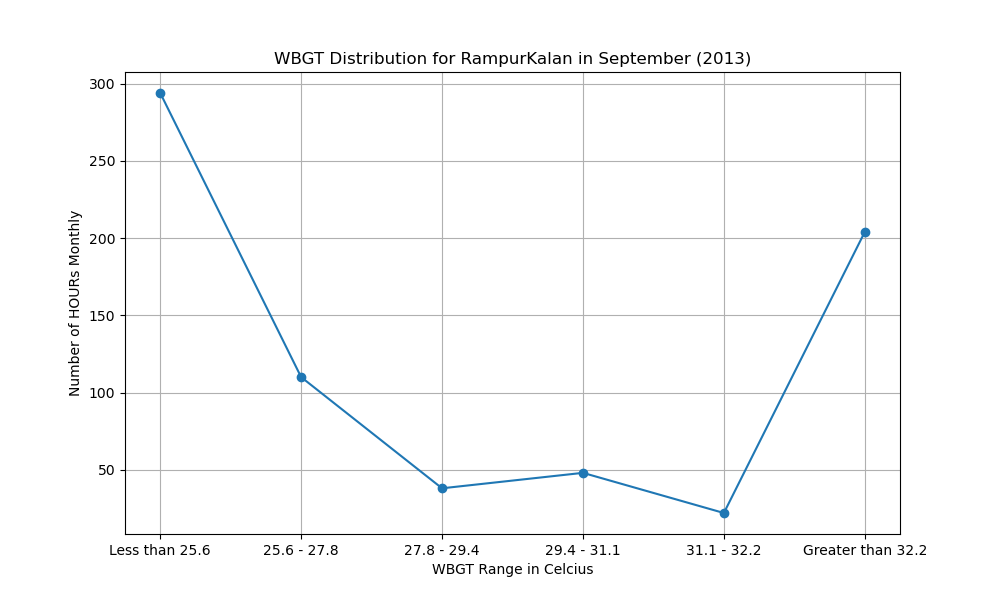 WBGT Distribution for RampurKalan in September (2013)
Number of HOURs Monthly
300
250
200
150
100
50
Less than 25.6
25.6 - 27.8
27.8 - 29.4
29.4 - 31.1
31.1 - 32.2
Greater than 32.2
WBGT Range in Celcius